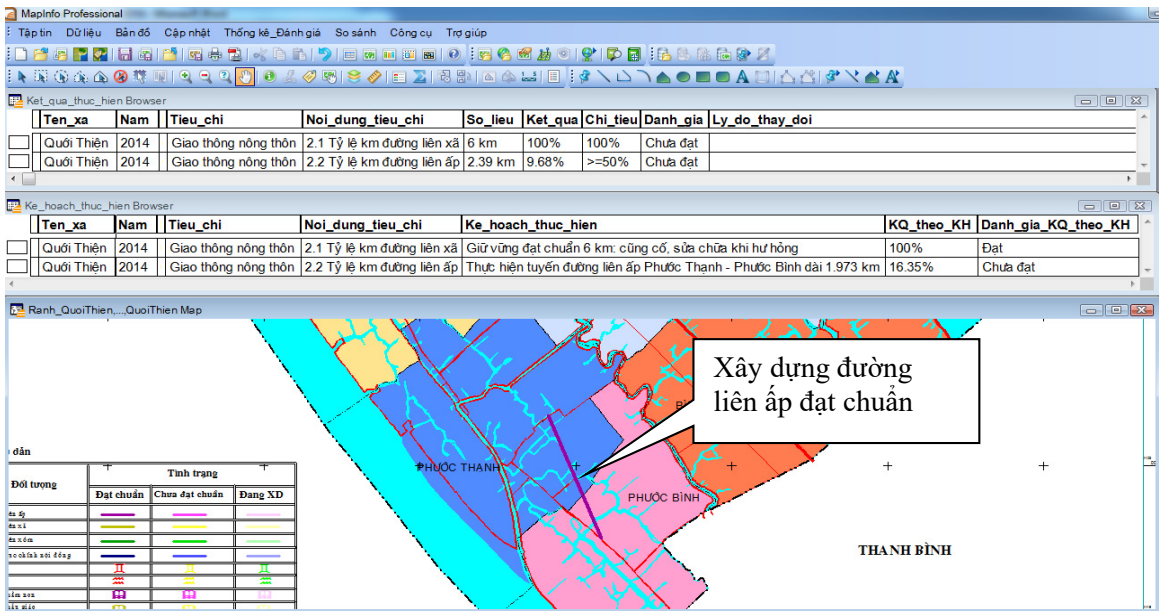 MapInfo Professional
Tập tin Dữ liệu Bản đồ Cập nhật Thống kê_Đánh giá So sánh Công cụ Trợ giúp
Ket_qua_thuc_hien Browser
Ten_xa Nam Tieu_chi Noi_dung_tieu_chi So_lieu Ket_qua Chi_tieu Danh_gia Ly_do_thay_doi
Quới Thiện 2014 Giao thông nông thôn 2.1 Tỷ lệ km đường liên xã 6 km 100% 100% Chưa đạt
Quới Thiện 2014 Giao thông nông thôn 2.2 Tỷ lệ km đường liên ấp 2.39 km 9.68% >=50% Chưa đạt
Ke_hoach_thuc_hien Browser
Ten_xa Nam Tieu_chi Noi_dung_tieu_chi Ke_hoach_thuc_hien KQ_theo_KH Danh_gia_KQ_theo_KH
Quới Thiện 2014 Giao thông nông thôn 2.1 Tỷ lệ km đường liên xã Giữ vững đạt chuẩn 6 km: cũng cố, sửa chữa khi hư hỏng 100% Đạt
Quới Thiện 2014 Giao thông nông thôn 2.2 Tỷ lệ km đường liên ấp Thực hiện tuyến đường liên ấp Phước Thạnh - Phước Bình dài 1.973 km 16.35% Chưa đạt
Ranh_QuoiThien,...,QuoiThien Map
Xây dựng đường
liên ấp đạt chuẩn
PHƯỚC THẠNH
PHƯỚC BÌNH
THANH BÌNH
dẫn
Đối tượng
Tình trạng
Đạt chuẩn Chưa đạt chuẩn Đang XD